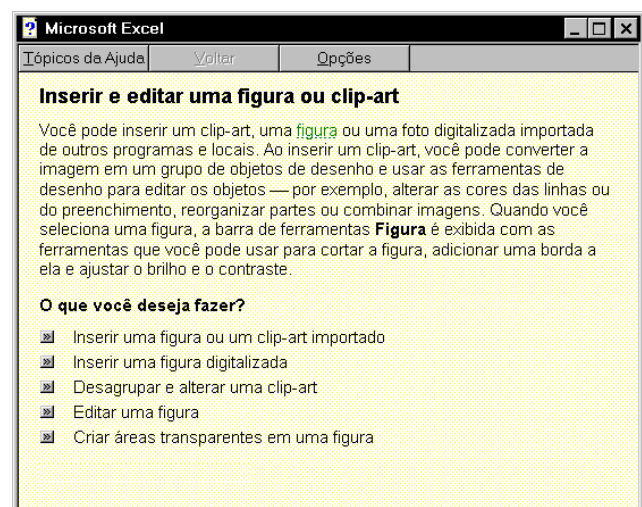 Microsoft Excel
Tópicos da Ajuda Voltar Opções
Inserir e editar uma figura ou clip-art
Você pode inserir um clip-art, uma figura ou uma foto digitalizada importada
de outros programas e locais. Ao inserir um clip-art, você pode converter a
imagem em um grupo de objetos de desenho e usar as ferramentas de
desenho para editar os objetos — por exemplo, alterar as cores das linhas ou
do preenchimento, reorganizar partes ou combinar imagens. Quando você
seleciona uma figura, a barra de ferramentas Figura é exibida com as
ferramentas que você pode usar para cortar a figura, adicionar uma borda a
ela e ajustar o brilho e o contraste.
O que você deseja fazer?
Inserir uma figura ou um clip-art importado
Inserir uma figura digitalizada
Desagrupar e alterar uma clip-art
Editar uma figura
Criar áreas transparentes em uma figura